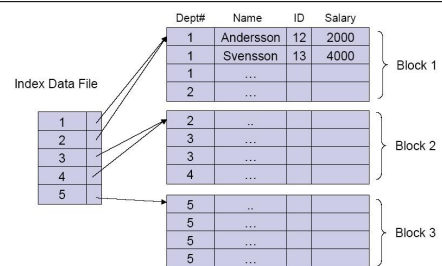 Dept# Name ID Salary
1 Andersson 12 2000
1 Svensson 13 4000
1 ...
2 ...
Block 1
Index Data File
1
2
3
4
5
2 ..
3 ...
3 ...
4 ...
Block 2
5 ..
5 ...
5 ...
5 ...
Block 3